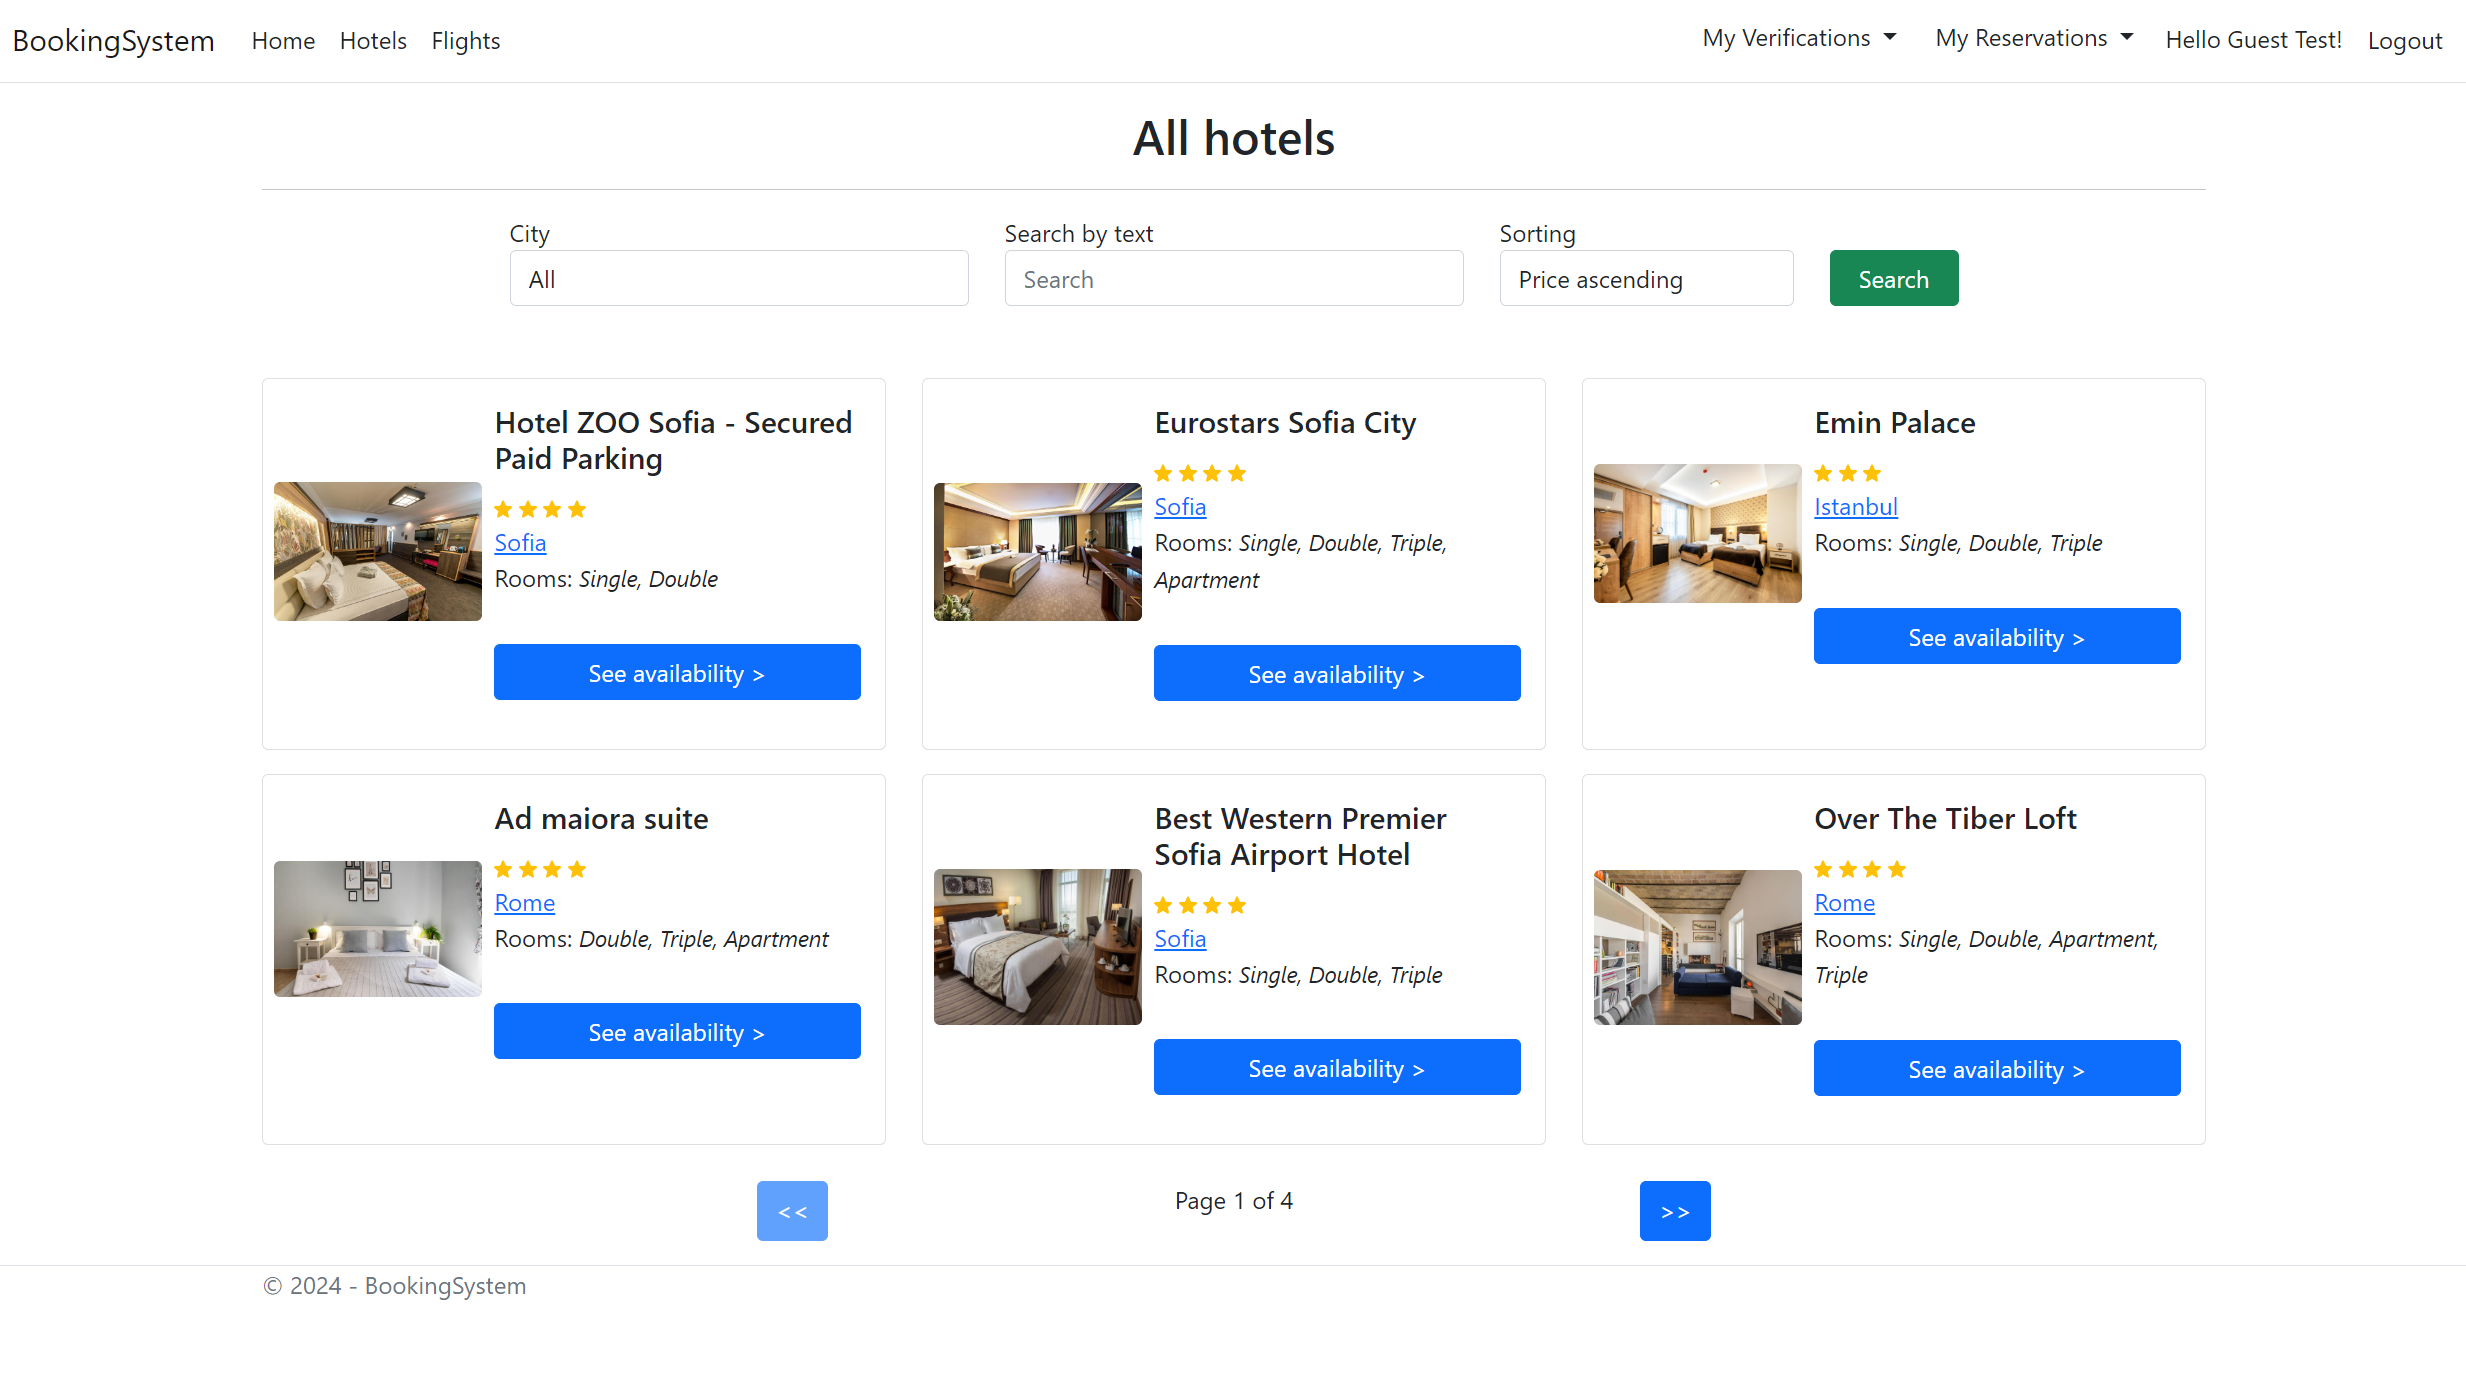 BookingSystem Home Hotels Flights My Verifications My Reservations Hello Guest Test! Logout
All hotels
City
All
Search by text
Search
Sorting
Price ascending
Search
Hotel ZOO Sofia - Secured
Paid Parking
Sofia
Rooms: Single, Double
See availability >
Eurostars Sofia City
Sofia
Rooms: Single, Double, Triple,
Apartment
See availability >
Emin Palace
Istanbul
Rooms: Single, Double, Triple
See availability >
Ad maiora suite
Rome
Rooms: Double, Triple, Apartment
See availability >
Best Western Premier
Sofia Airport Hotel
Sofia
Rooms: Single, Double, Triple
See availability >
Over The Tiber Loft
Rome
Rooms: Single, Double, Apartment,
Triple
See availability >
<< Page 1 of 4 >>
© 2024 - BookingSystem